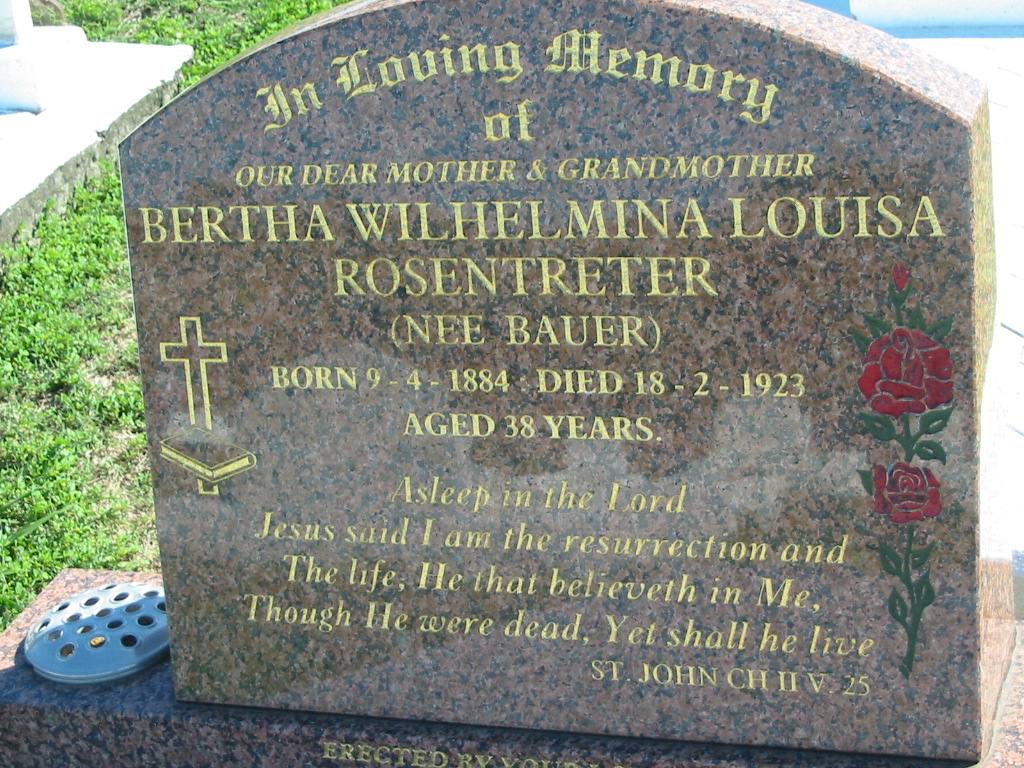 In Loving Memory
of
OUR DEAR MOTHER & GRANDMOTHER
BERTHA WILHELMINA LOUISA
ROSENTRETER
(NEE BAUER)
BORN 9 - 4 - 1884 DIED 18 - 2 - 1923
AGED 38 YEARS.
Asleep in the Lord
Jesus said I am the resurrection and
The life, He that believeth in Me,
Though He were dead, Yet shall he live
ST. JOHN CH II V. 25
ERECTED BY YOUR